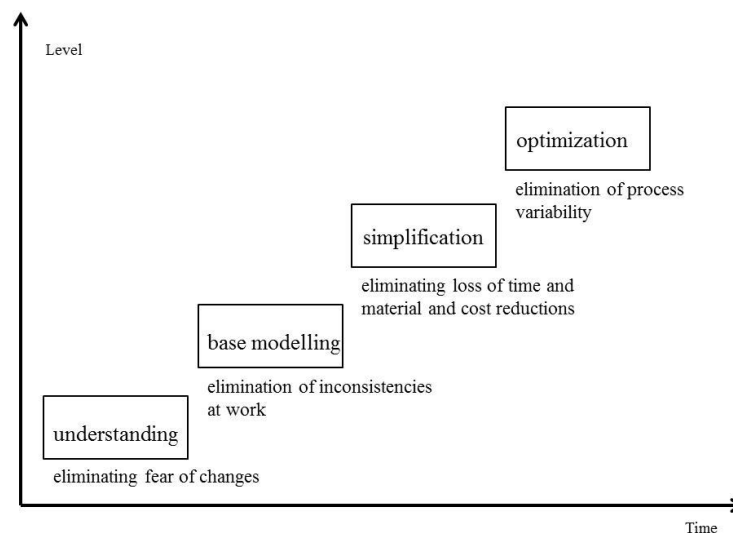 Level
optimization
elimination of process
variability
simplification
eliminating loss of time and
material and cost reductions
base modelling
elimination of inconsistencies
at work
understanding
eliminating fear of changes
Time